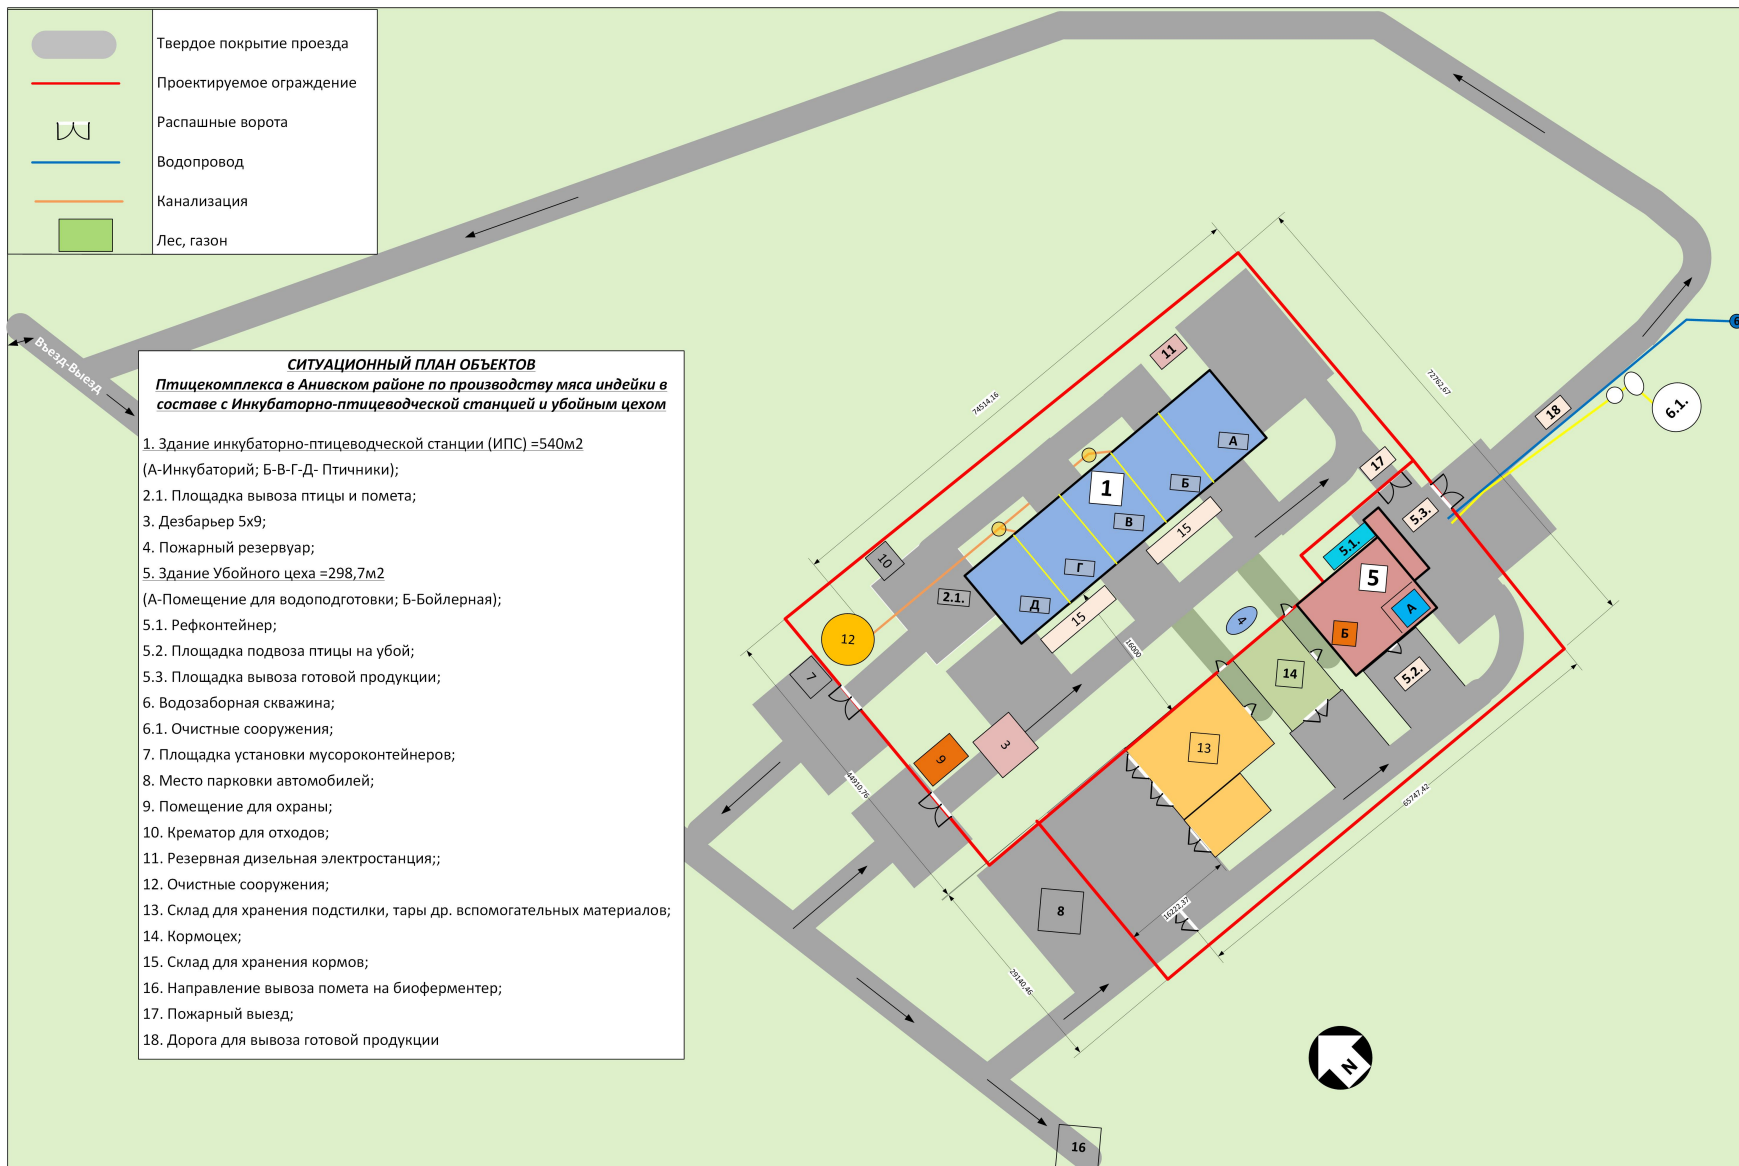 Твердое покрытие проезда
Проектируемое ограждение
Распашные ворота
Водопровод
Канализация
Лес, газон
Въезд-Выезд
СИТУАЦИОННЫЙ ПЛАН ОБЪЕКТОВ
Птицекомплекса в Анивском районе по производству мяса индейки в
составе с Инкубаторно-птицеводческой станцией и убойным цехом
1. Здание инкубаторно-птицеводческой станции (ИПС) =540м2
(А-Инкубаторий; Б-В-Г-Д- Птичники);
2.1. Площадка вывоза птицы и помета;
3. Дезбарьер 5х9;
4. Пожарный резервуар;
5. Здание Убойного цеха =298,7м2
(А-Помещение для водоподготовки; Б-Бойлерная);
5.1. Рефконтейнер;
5.2. Площадка подвоза птицы на убой;
5.3. Площадка вывоза готовой продукции;
6. Водозаборная скважина;
6.1. Очистные сооружения;
7. Площадка установки мусороконтейнеров;
8. Место парковки автомобилей;
9. Помещение для охраны;
10. Крематор для отходов;
11. Резервная дизельная электростанция;;
12. Очистные сооружения;
13. Склад для хранения подстилки, тары др. вспомогательных материалов;
14. Кормоцех;
15. Склад для хранения кормов;
16. Направление вывоза помета на биоферментер;
17. Пожарный выезд;
18. Дорога для вывоза готовой продукции
74514,16
72762,67
11
А
1
Б
В
Г
Д
15
15
10
2.1.
12
7
9
3
4
16000
17
18
6
6.1.
5.3.
5.1.
5
А
Б
5.2.
14
13
8
44910,76
29140,46
16222,37
65747,42
16
N